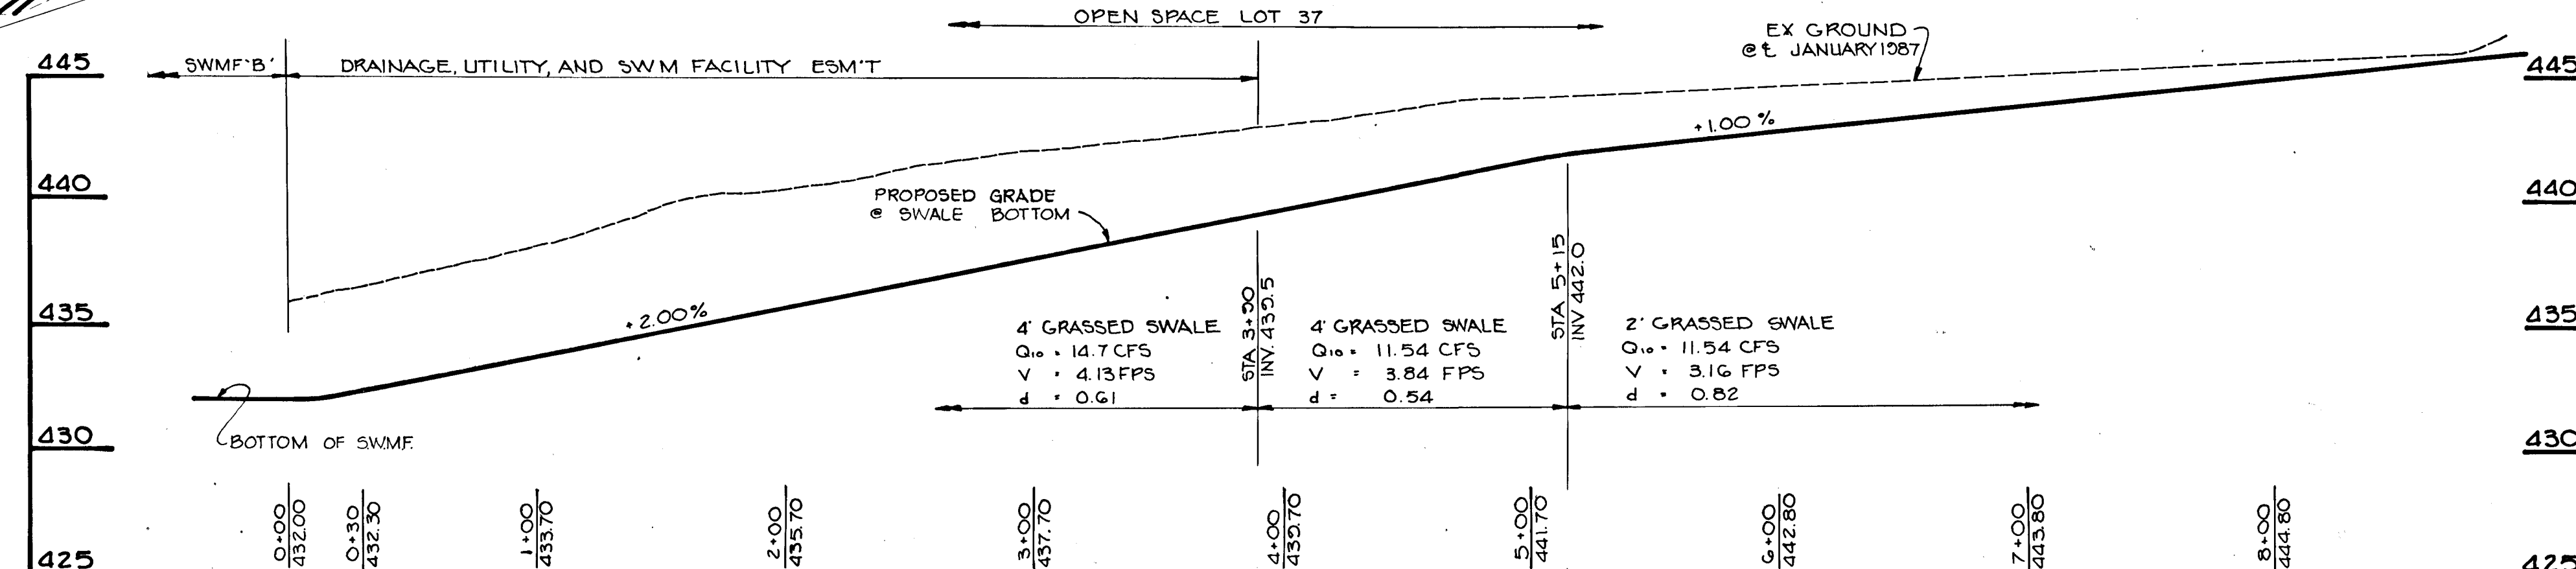 OPEN SPACE LOT 37
EX GROUND
@ ℄ JANUARY 1987
445
SWMF 'B'
DRAINAGE, UTILITY, AND SWM FACILITY ESM'T
445
+1.00%
440
PROPOSED GRADE
@ SWALE BOTTOM
440
435
+2.00%
STA 3+90
INV. 439.5
STA 5+15
INV 442.0
435
4' GRASSED SWALE
Q10 = 14.7 CFS
V = 4.13 FPS
d = 0.61
4' GRASSED SWALE
Q10 = 11.54 CFS
V = 3.84 FPS
d = 0.54
2' GRASSED SWALE
Q10 = 11.54 CFS
V = 3.16 FPS
d = 0.82
430
BOTTOM OF S.W.M.F.
430
0+00
432.00
0+30
432.30
1+00
433.70
2+00
435.70
3+00
437.70
4+00
439.70
5+00
441.70
6+00
442.80
7+00
443.80
8+00
444.80
425
425